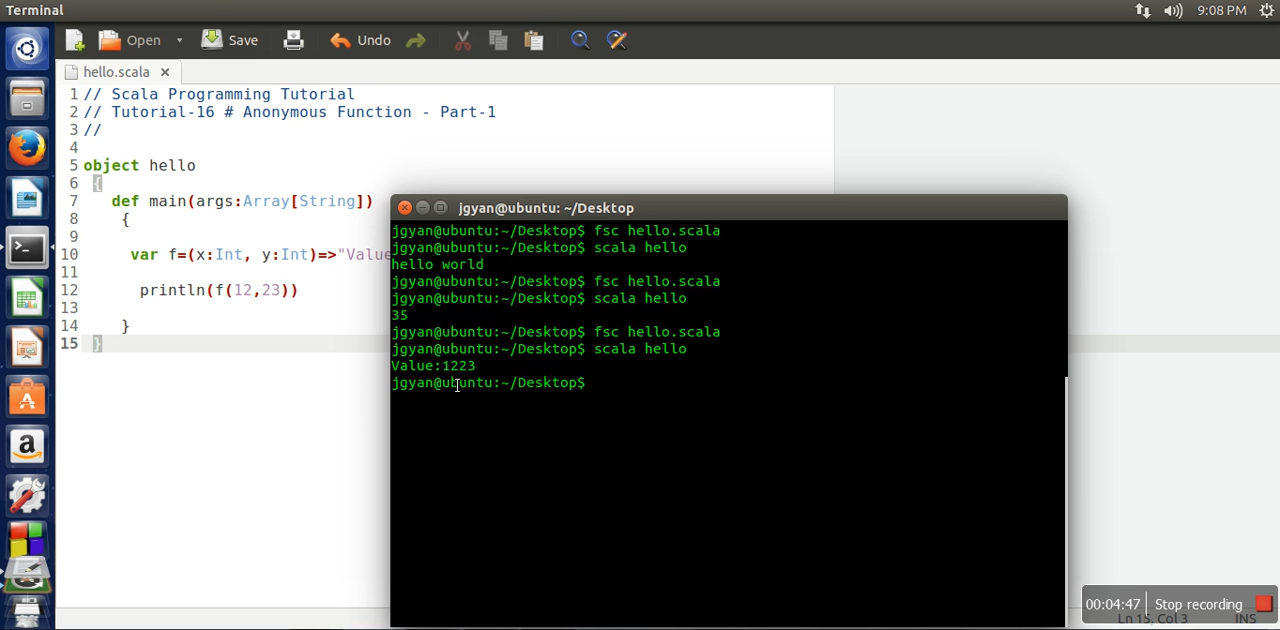 Terminal
9:08 PM
Open
Save
Undo
hello.scala
1 // Scala Programming Tutorial
2 // Tutorial-16 # Anonymous Function - Part-1
3 //
4
5 object hello
6 {
7 def main(args:Array[String])
8 {
9
10 var f=(x:Int, y:Int)=>"Value
11
12 println(f(12,23))
13
14 }
15 }
jgyan@ubuntu: ~/Desktop
jgyan@ubuntu:~/Desktop$ fsc hello.scala
jgyan@ubuntu:~/Desktop$ scala hello
hello world
jgyan@ubuntu:~/Desktop$ fsc hello.scala
jgyan@ubuntu:~/Desktop$ scala hello
35
jgyan@ubuntu:~/Desktop$ fsc hello.scala
jgyan@ubuntu:~/Desktop$ scala hello
Value:1223
jgyan@ubuntu:~/Desktop$
a
00:04:47 Stop recording
Ln 15, Col 3 INS